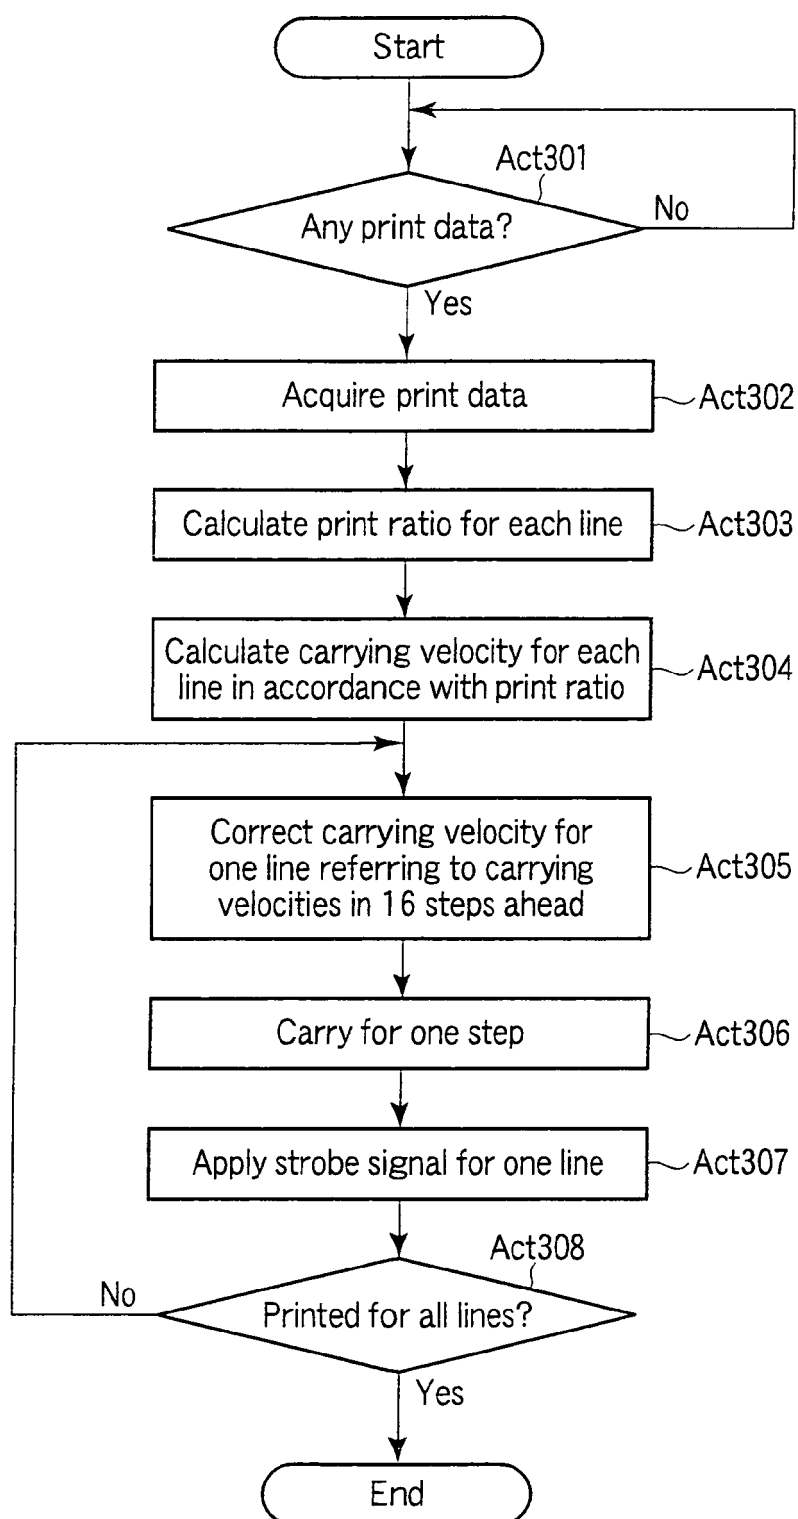 Start
Act301
Any print data?
No
Yes
Acquire print data
Act302
Calculate print ratio for each line
Act303
Calculate carrying velocity for each
line in accordance with print ratio
Act304
Correct carrying velocity for
one line referring to carrying
velocities in 16 steps ahead
Act305
Carry for one step
Act306
Apply strobe signal for one line
Act307
Act308
No
Printed for all lines?
Yes
End